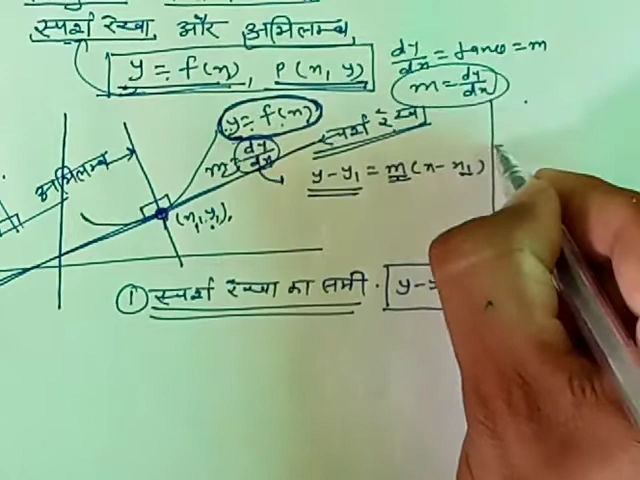 स्पर्श रेखा और अभिलम्ब
y = f(x), P(x, y)
dy/dx = tanθ = m
m = dy/dx
y = f(x)
स्पर्श रेखा
m = dy/dx
अभिलम्ब
y - y₁ = m(x - x₁)
(x₁, y₁).
① स्पर्श रेखा का समी. y -